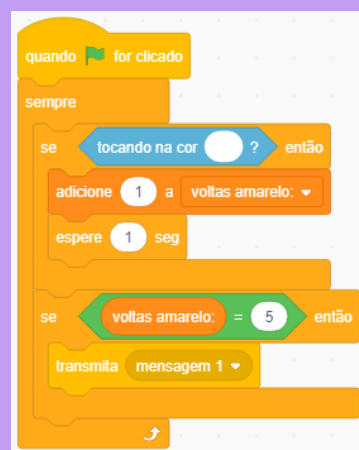 quando for clicado
sempre
se tocando na cor ? então
adicione 1 a voltas amarelo:
espere 1 seg
se voltas amarelo: = 5 então
transmita mensagem 1